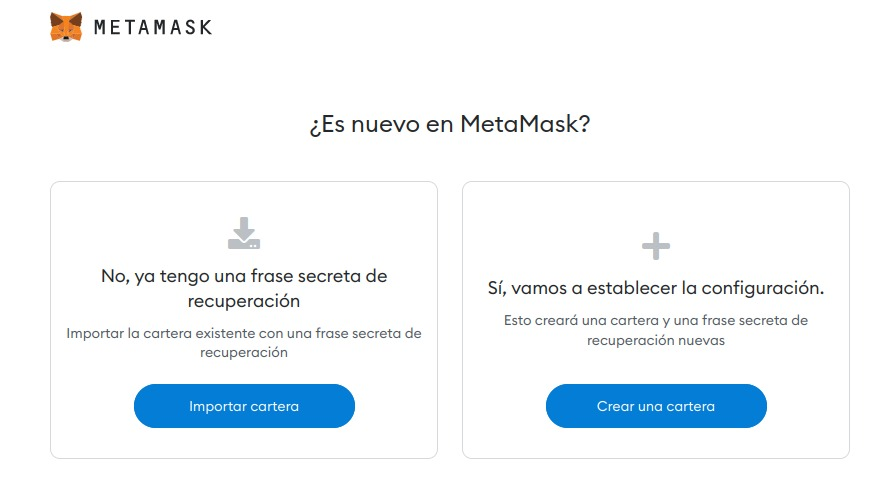 METAMASK
¿Es nuevo en MetaMask?
No, ya tengo una frase secreta de
recuperación
Importar la cartera existente con una frase secreta de
recuperación
Importar cartera
Sí, vamos a establecer la configuración.
Esto creará una cartera y una frase secreta de
recuperación nuevas
Crear una cartera